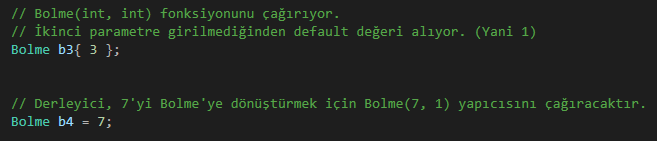 // Bolme(int, int) fonksiyonunu çağırıyor.
// İkinci parametre girilmediğinden default değeri alıyor. (Yani 1)
Bolme b3{ 3 };
// Derleyici, 7'yi Bolme'ye dönüştürmek için Bolme(7, 1) yapıcısını çağıracaktır.
Bolme b4 = 7;